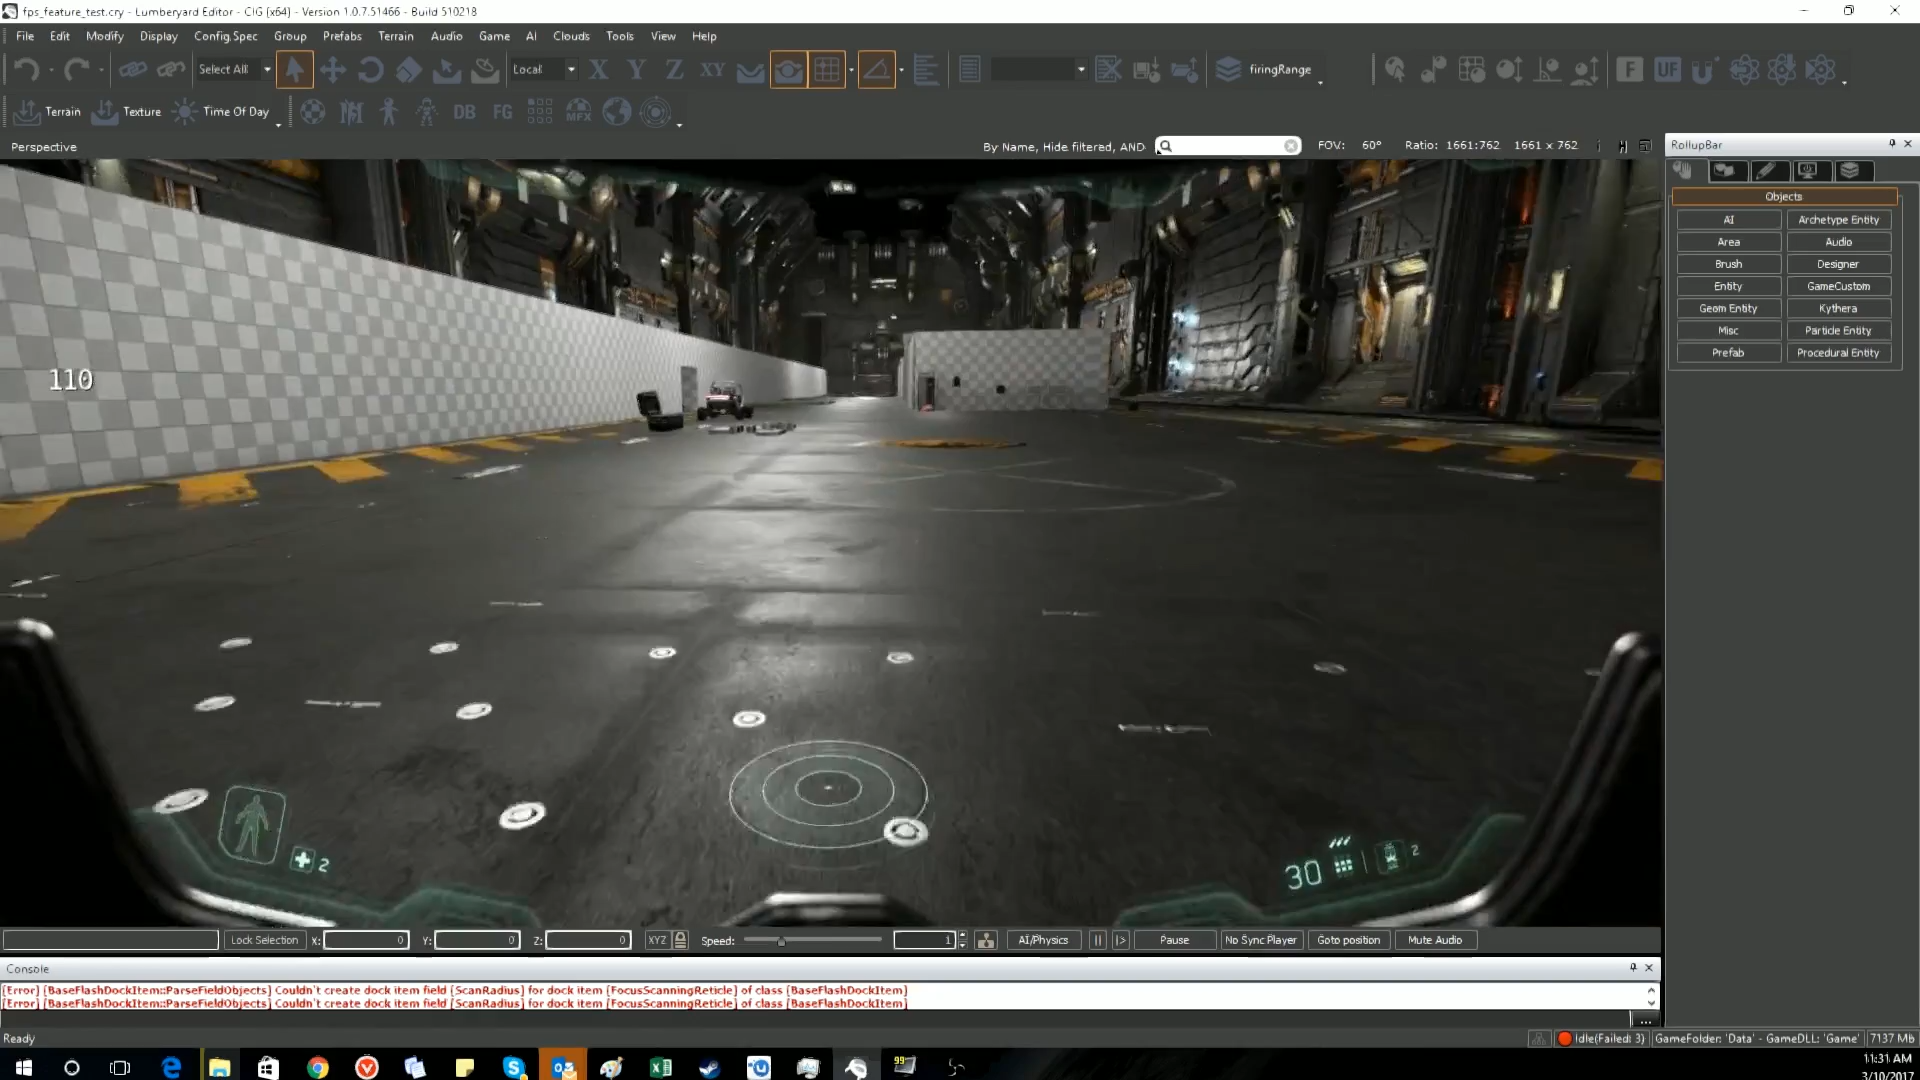 fps_feature_test.cry - Lumberyard Editor - CIG (x64) - Version 1.0.7.51466 - Build 510218
File Edit Modify Display Config Spec Group Prefabs Terrain Audio Game AI Clouds Tools View Help
Select All Local X Y Z XY firingRange F UF
Terrain Texture Time Of Day DB FG MFX
Perspective By Name, Hide filtered, AND FOV: 60° Ratio: 1661:762 1661 x 762
RollupBar
Objects
AI Archetype Entity
Area Audio
Brush Designer
Entity GameCustom
Geom Entity Kythera
Misc Particle Entity
Prefab Procedural Entity
110
2
30 2
Lock Selection X: 0 Y: 0 Z: 0 XYZ Speed: 1 AI/Physics Pause No Sync Player Goto position Mute Audio
Console
[Error] [BaseFlashDockItem::ParseFieldObjects] Couldn't create dock item field [ScanRadius] for dock item [FocusScanningReticle] of class [BaseFlashDockItem]
[Error] [BaseFlashDockItem::ParseFieldObjects] Couldn't create dock item field [ScanRadius] for dock item [FocusScanningReticle] of class [BaseFlashDockItem]
...
Ready Idle(Failed: 3) GameFolder: 'Data' - GameDLL: 'Game' 7137 Mb
99
11:31 AM
3/10/2017